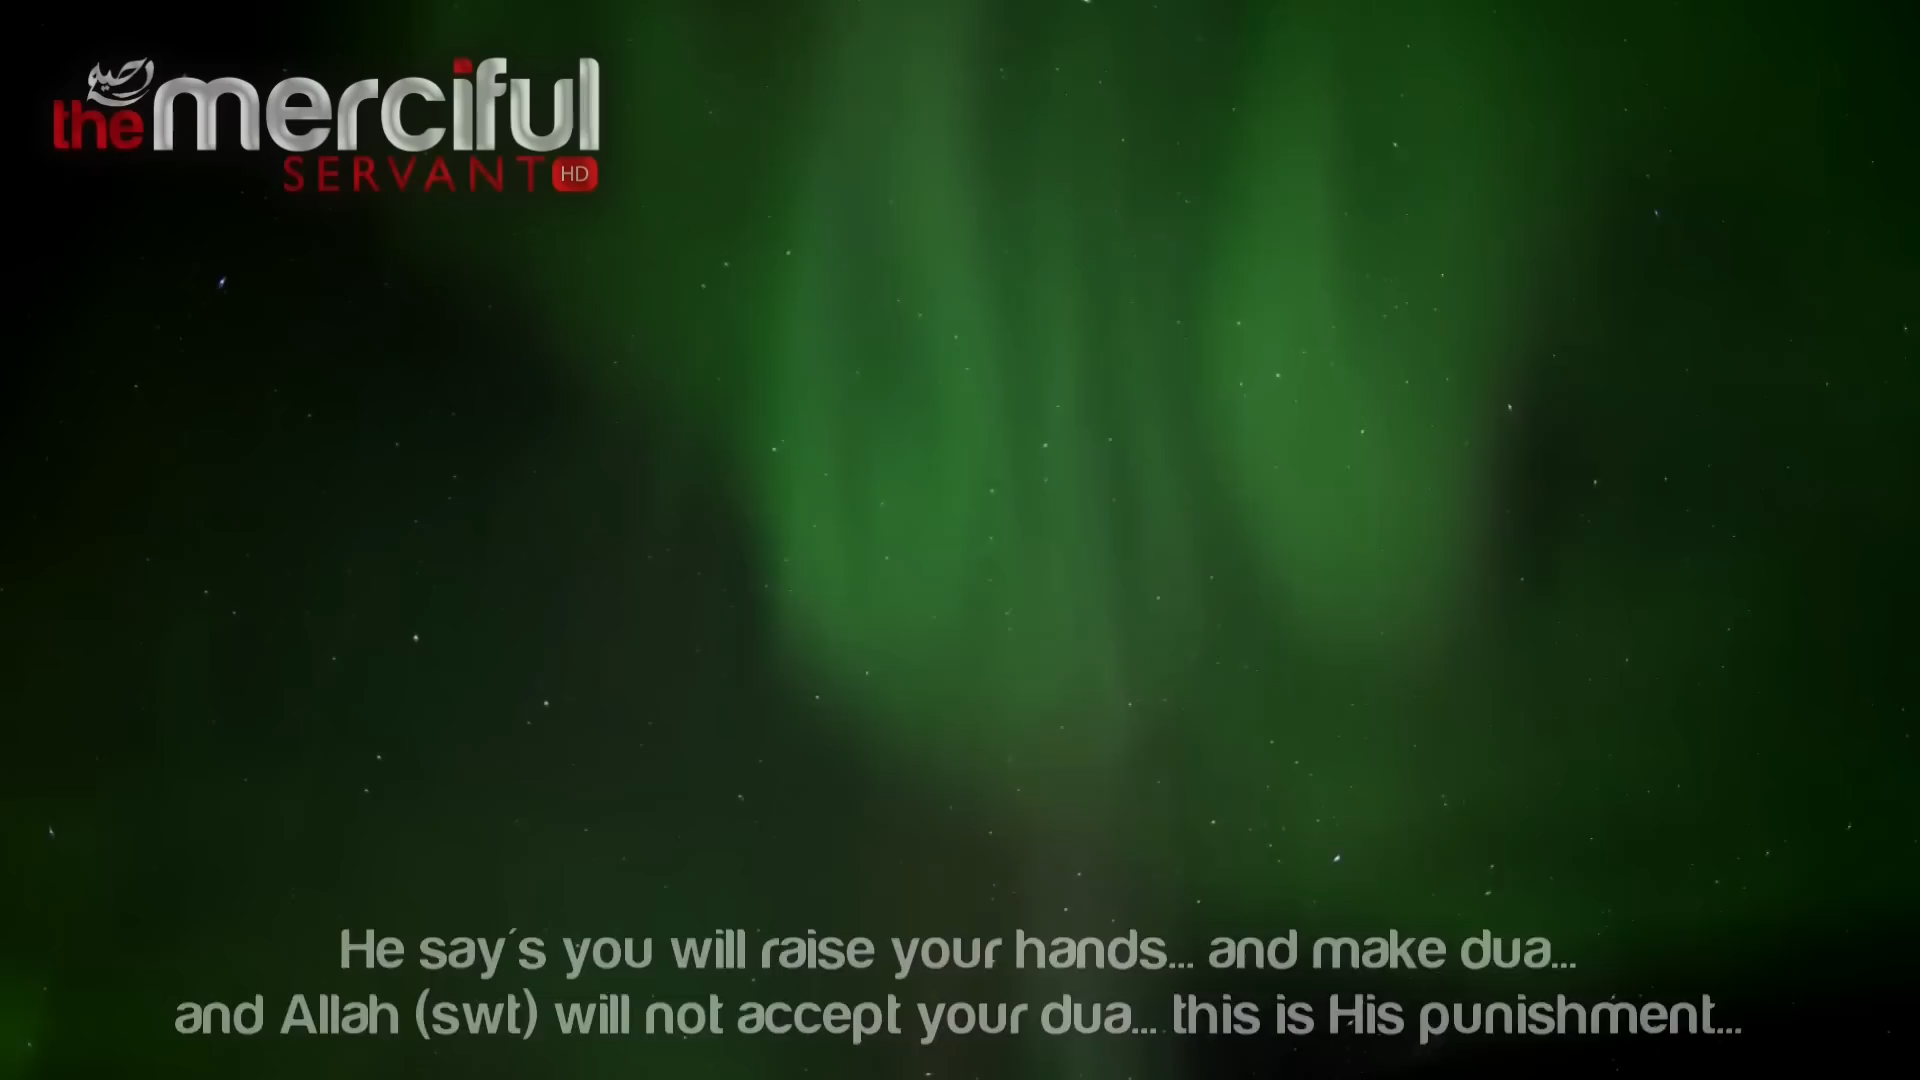 the merciful
SERVANT HD
He say´s you will raise your hands... and make dua...
and Allah (swt) will not accept your dua... this is His punishment...